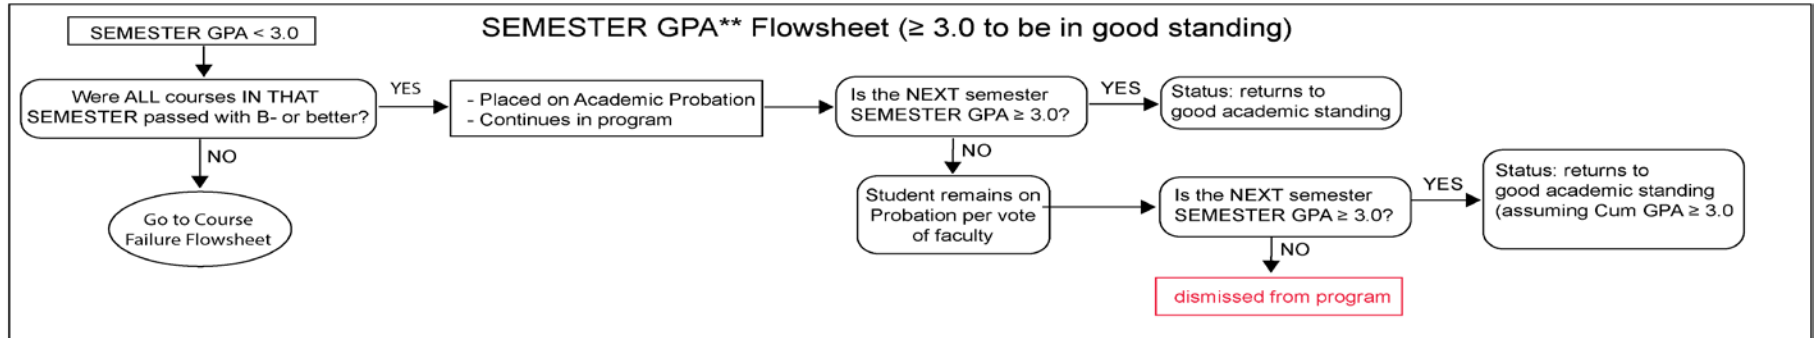 SEMESTER GPA** Flowsheet (≥ 3.0 to be in good standing)
SEMESTER GPA < 3.0
Were ALL courses IN THAT
SEMESTER passed with B- or better?
YES
- Placed on Academic Probation
- Continues in program
Is the NEXT semester
SEMESTER GPA ≥ 3.0?
YES
Status: returns to
good academic standing
NO
Go to Course
Failure Flowsheet
NO
Student remains on
Probation per vote
of faculty
Is the NEXT semester
SEMESTER GPA ≥ 3.0?
YES
Status: returns to
good academic standing
(assuming Cum GPA ≥ 3.0
NO
dismissed from program